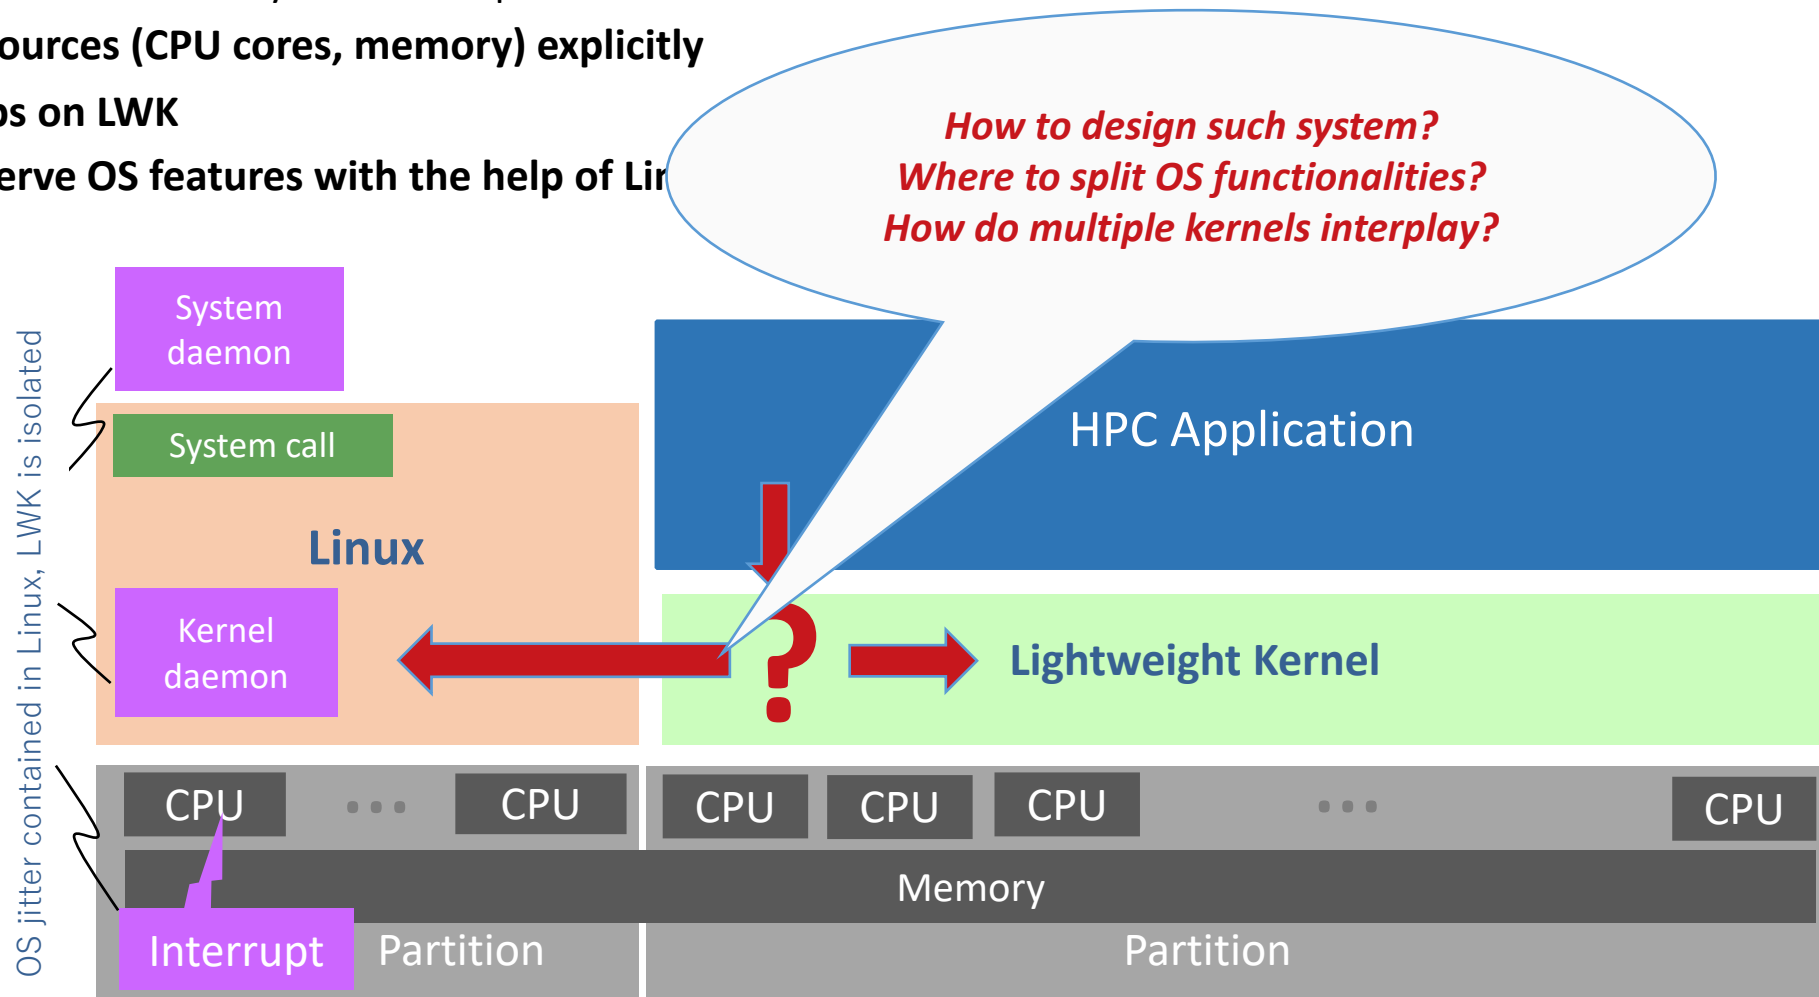 ources (CPU cores, memory) explicitly
ps on LWK
erve OS features with the help of Lin
How to design such system?
Where to split OS functionalities?
How do multiple kernels interplay?
System
daemon
System call
Linux
Kernel
daemon
HPC Application
?
Lightweight Kernel
OS jitter contained in Linux, LWK is isolated
CPU ... CPU
CPU CPU CPU ... CPU
Memory
Interrupt
Partition
Partition